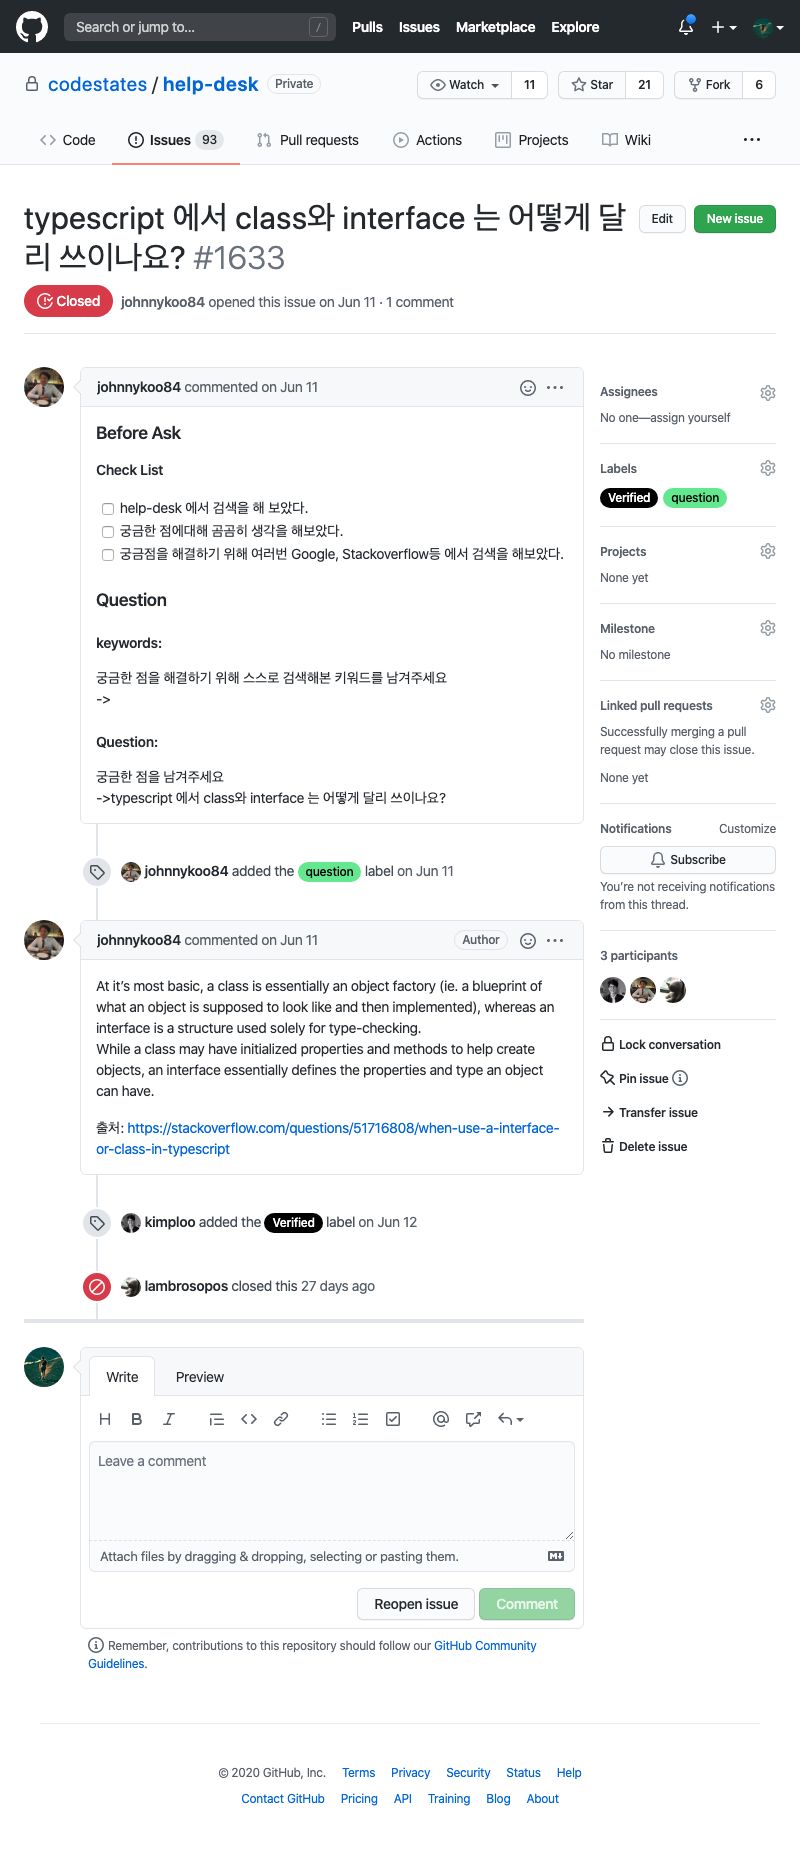 Search or jump to... /
Pulls Issues Marketplace Explore
codestates / help-desk Private
Watch 11 Star 21 Fork 6
Code Issues 93 Pull requests Actions Projects Wiki
typescript 에서 class와 interface 는 어떻게 달
리 쓰이나요? #1633
Edit New issue
Closed johnnykoo84 opened this issue on Jun 11 · 1 comment
johnnykoo84 commented on Jun 11
Before Ask
Check List
help-desk 에서 검색을 해 보았다.
궁금한 점에대해 곰곰히 생각을 해보았다.
궁금점을 해결하기 위해 여러번 Google, Stackoverflow등 에서 검색을 해보았다.
Question
keywords:
궁금한 점을 해결하기 위해 스스로 검색해본 키워드를 남겨주세요
->
Question:
궁금한 점을 남겨주세요
->typescript 에서 class와 interface 는 어떻게 달리 쓰이나요?
johnnykoo84 added the question label on Jun 11
johnnykoo84 commented on Jun 11 Author
At it's most basic, a class is essentially an object factory (ie. a blueprint of
what an object is supposed to look like and then implemented), whereas an
interface is a structure used solely for type-checking.
While a class may have initialized properties and methods to help create
objects, an interface essentially defines the properties and type an object
can have.
출처: https://stackoverflow.com/questions/51716808/when-use-a-interface-
or-class-in-typescript
kimploo added the Verified label on Jun 12
lambrosopos closed this 27 days ago
Write Preview
Leave a comment
Attach files by dragging & dropping, selecting or pasting them.
Reopen issue Comment
Remember, contributions to this repository should follow our GitHub Community
Guidelines.
Assignees
No one—assign yourself
Labels
Verified question
Projects
None yet
Milestone
No milestone
Linked pull requests
Successfully merging a pull
request may close this issue.
None yet
Notifications Customize
Subscribe
You're not receiving notifications
from this thread.
3 participants
Lock conversation
Pin issue
Transfer issue
Delete issue
© 2020 GitHub, Inc. Terms Privacy Security Status Help
Contact GitHub Pricing API Training Blog About